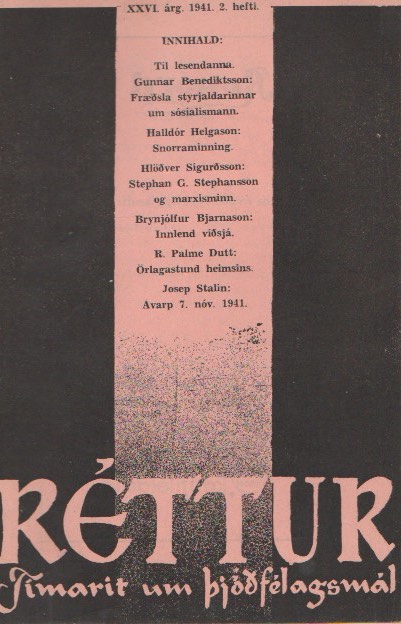 XXVI. árg. 1941. 2. hefti.
INNIHALD:
Til lesendanna.
Gunnar Benediktsson:
Fræðsla styrjaldarinnar
um sósialismann.
Halldór Helgason:
Snorraminning.
Hlöðver Sigurðsson:
Stephan G. Stephansson
og marxisminn.
Brynjólfur Bjarnason:
Innlend víðsjá.
R. Palme Dutt:
Örlagastund heimsins.
Josep Stalin:
Avarp 7. nóv. 1941.
RÉTTUR
Tímarit um þjóðfélagsmál